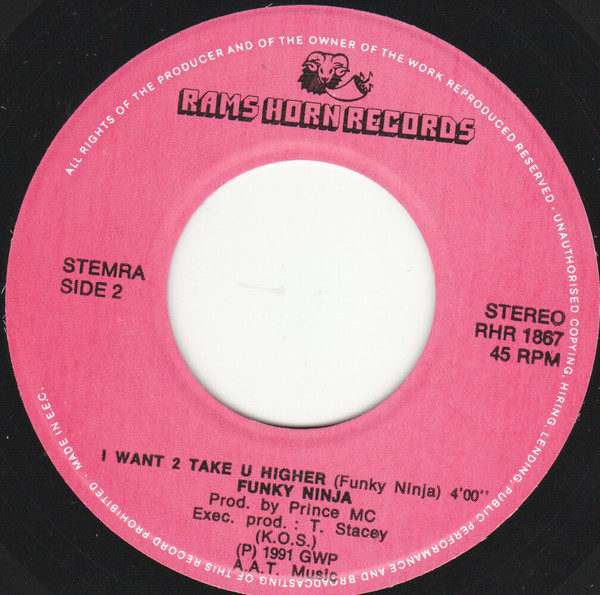 ALL RIGHTS OF THE PRODUCER AND OF THE OWNER OF THE WORK REPRODUCED RESERVED · UNAUTHORISED COPYING, HIRING, LENDING, PUBLIC PERFORMANCE AND BROADCASTING OF THIS RECORD PROHIBITED - MADE IN E.E.C.
RAMS HORN RECORDS
STEMRA
SIDE 2
STEREO
RHR 1867
45 RPM
I WANT 2 TAKE U HIGHER (Funky Ninja) 4'00"
FUNKY NINJA
Prod. by Prince MC
Exec. prod.: T. Stacey
(K.O.S.)
(P) 1991 GWP
A.A.T. Music